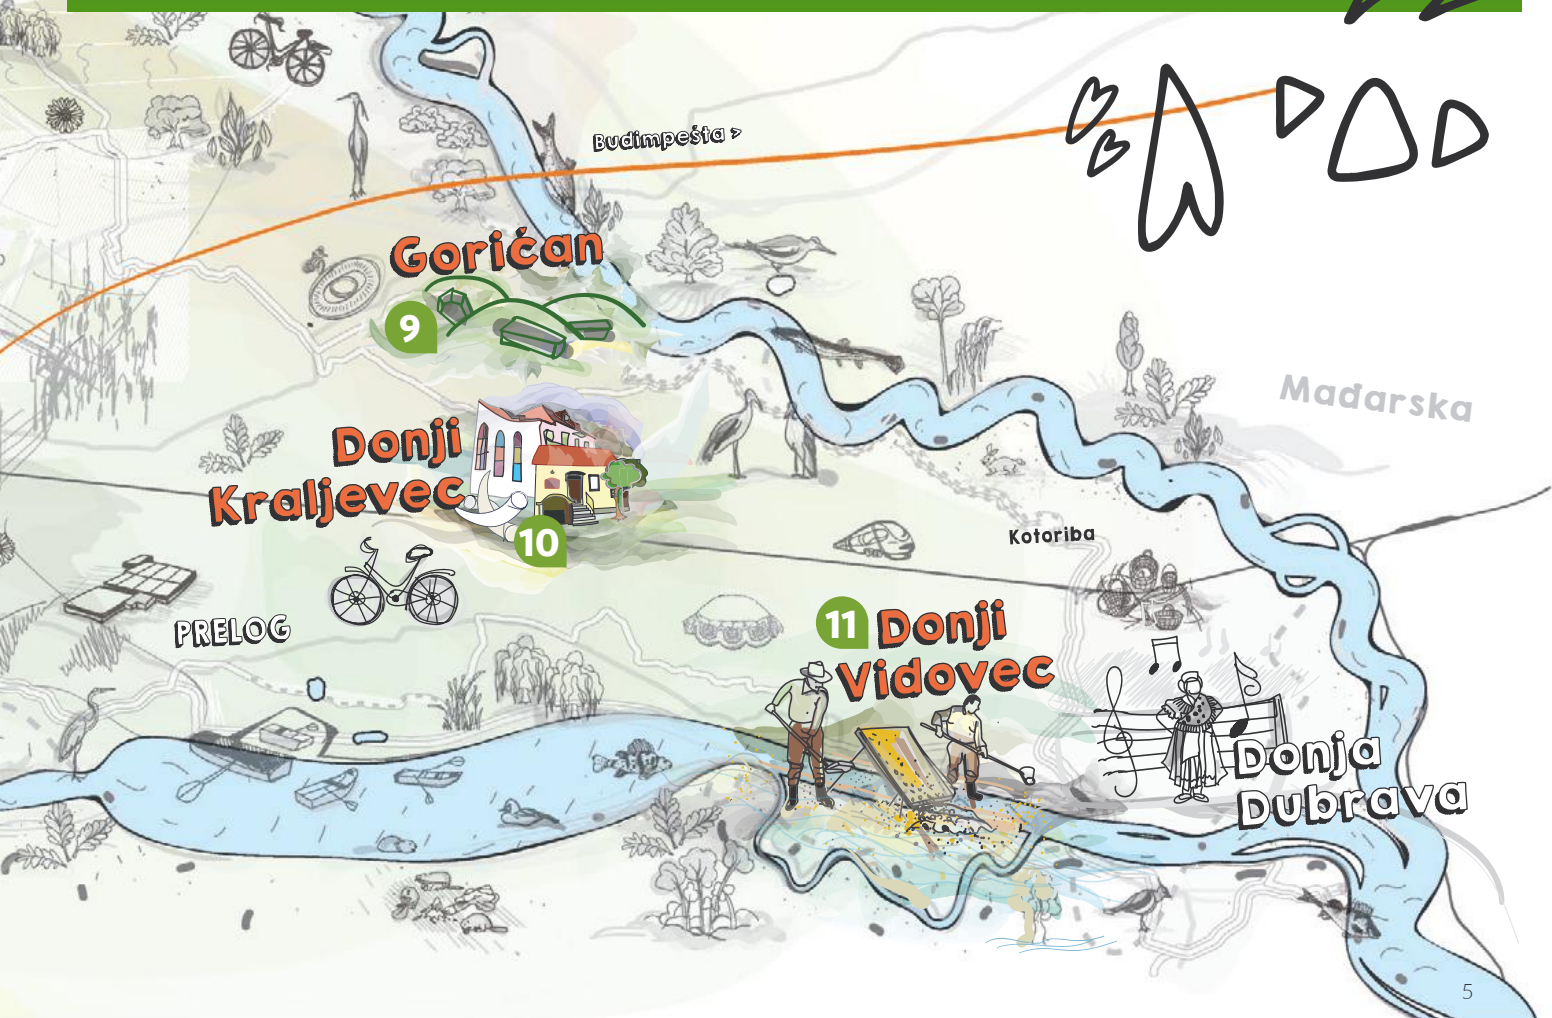 Budimpešta >
Goričan
9
Donji
Kraljevec
10
Mađarska
Kotoriba
PRELOG
11
Donji
Vidovec
Donja
Dubrava
5